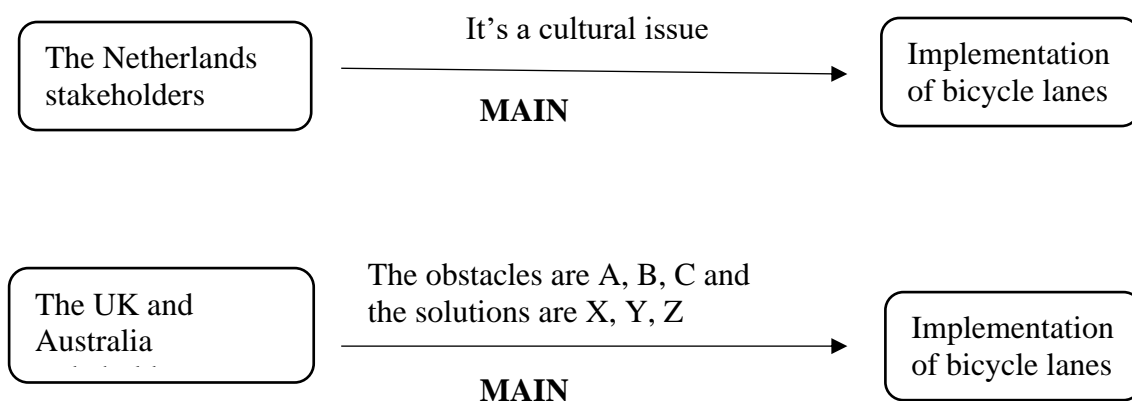 It's a cultural issue
The Netherlands
stakeholders
MAIN
Implementation
of bicycle lanes
The obstacles are A, B, C and
the solutions are X, Y, Z
The UK and
Australia
MAIN
Implementation
of bicycle lanes